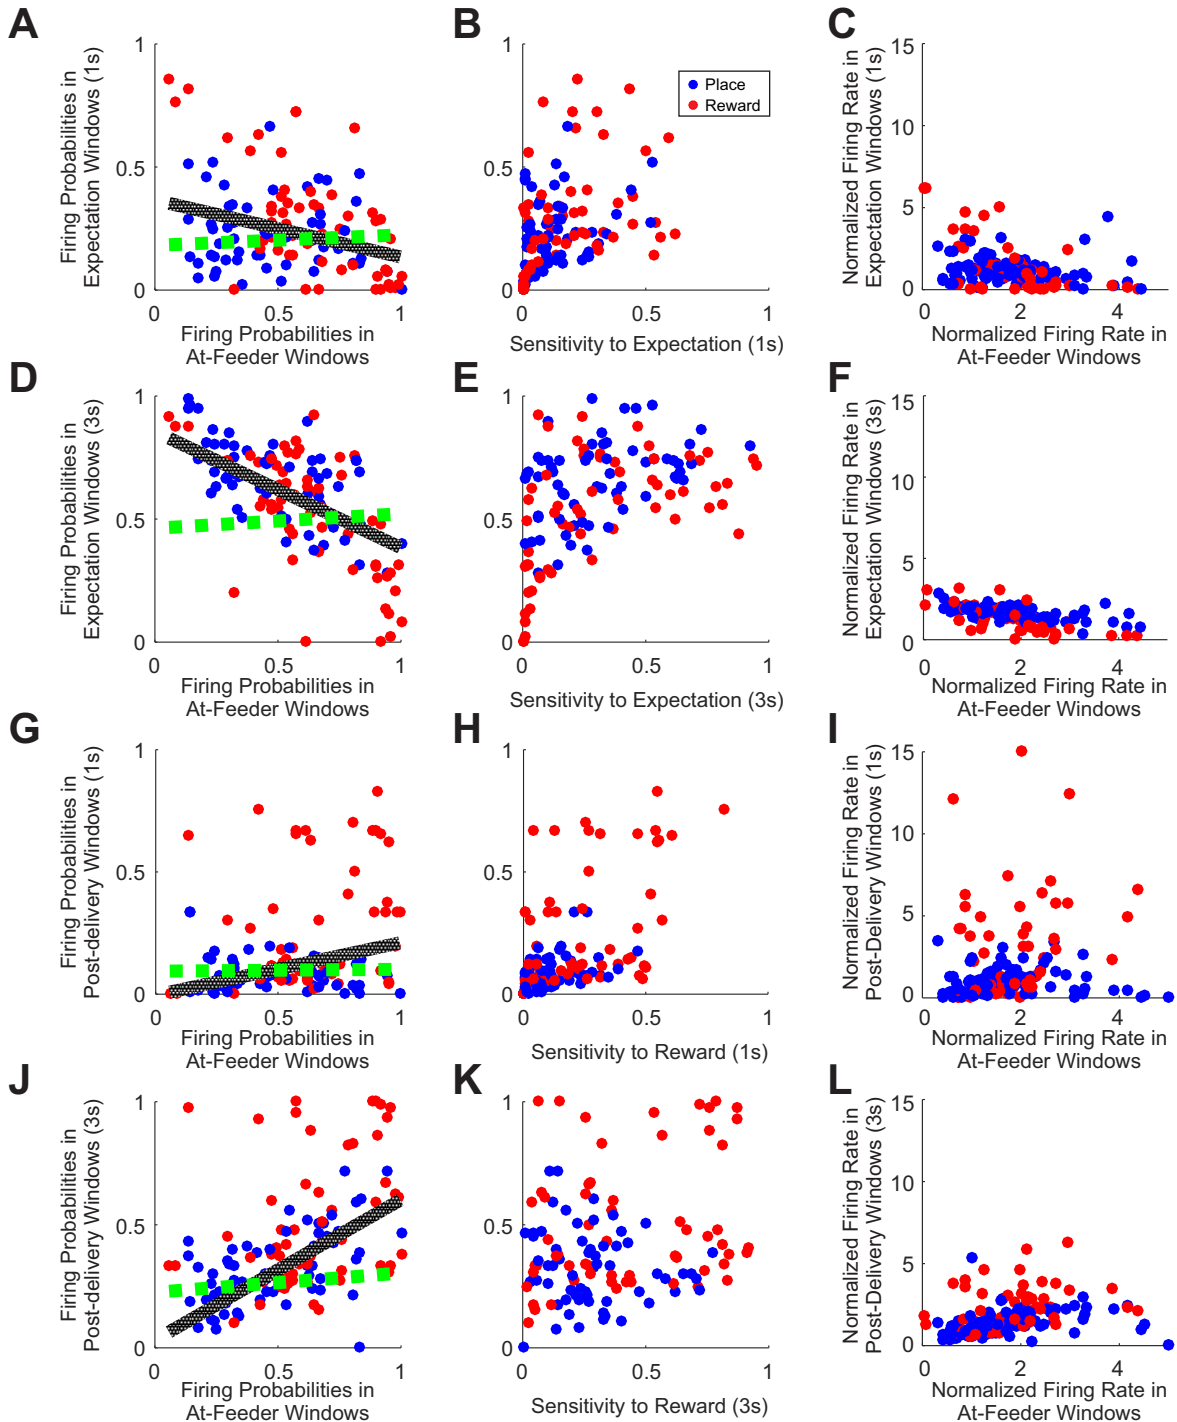 A
Firing Probabilities in
Expectation Windows (1s)
1
0.5
0
0
0.5
1
Firing Probabilities in
At-Feeder Windows
B
1
0.5
0
0
0.5
1
Place
Reward
Sensitivity to Expectation (1s)
C
Normalized Firing Rate in
Expectation Windows (1s)
15
10
5
0
0
2
4
Normalized Firing Rate in
At-Feeder Windows
D
Firing Probabilities in
Expectation Windows (3s)
1
0.5
0
0
0.5
1
Firing Probabilities in
At-Feeder Windows
E
1
0.5
0
0
0.5
1
Sensitivity to Expectation (3s)
F
Normalized Firing Rate in
Expectation Windows (3s)
15
10
5
0
0
2
4
Normalized Firing Rate in
At-Feeder Windows
G
Firing Probabilities in
Post-delivery Windows (1s)
1
0.5
0
0
0.5
1
Firing Probabilities in
At-Feeder Windows
H
1
0.5
0
0
0.5
1
Sensitivity to Reward (1s)
I
Normalized Firing Rate in
Post-Delivery Windows (1s)
15
10
5
0
0
2
4
Normalized Firing Rate in
At-Feeder Windows
J
Firing Probabilities in
Post-delivery Windows (3s)
1
0.5
0
0
0.5
1
Firing Probabilities in
At-Feeder Windows
K
1
0.5
0
0
0.5
1
Sensitivity to Reward (3s)
L
Normalized Firing Rate in
Post-Delivery Windows (3s)
15
10
5
0
0
2
4
Normalized Firing Rate in
At-Feeder Windows